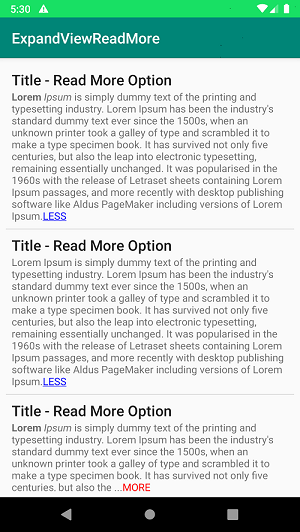 5:30
ExpandViewReadMore
Title - Read More Option
Lorem Ipsum is simply dummy text of the printing and
typesetting industry. Lorem Ipsum has been the industry's
standard dummy text ever since the 1500s, when an
unknown printer took a galley of type and scrambled it to
make a type specimen book. It has survived not only five
centuries, but also the leap into electronic typesetting,
remaining essentially unchanged. It was popularised in the
1960s with the release of Letraset sheets containing Lorem
Ipsum passages, and more recently with desktop publishing
software like Aldus PageMaker including versions of Lorem
Ipsum.LESS
Title - Read More Option
Lorem Ipsum is simply dummy text of the printing and
typesetting industry. Lorem Ipsum has been the industry's
standard dummy text ever since the 1500s, when an
unknown printer took a galley of type and scrambled it to
make a type specimen book. It has survived not only five
centuries, but also the leap into electronic typesetting,
remaining essentially unchanged. It was popularised in the
1960s with the release of Letraset sheets containing Lorem
Ipsum passages, and more recently with desktop publishing
software like Aldus PageMaker including versions of Lorem
Ipsum.LESS
Title - Read More Option
Lorem Ipsum is simply dummy text of the printing and
typesetting industry. Lorem Ipsum has been the industry's
standard dummy text ever since the 1500s, when an
unknown printer took a galley of type and scrambled it to
make a type specimen book. It has survived not only five
centuries, but also the ...MORE